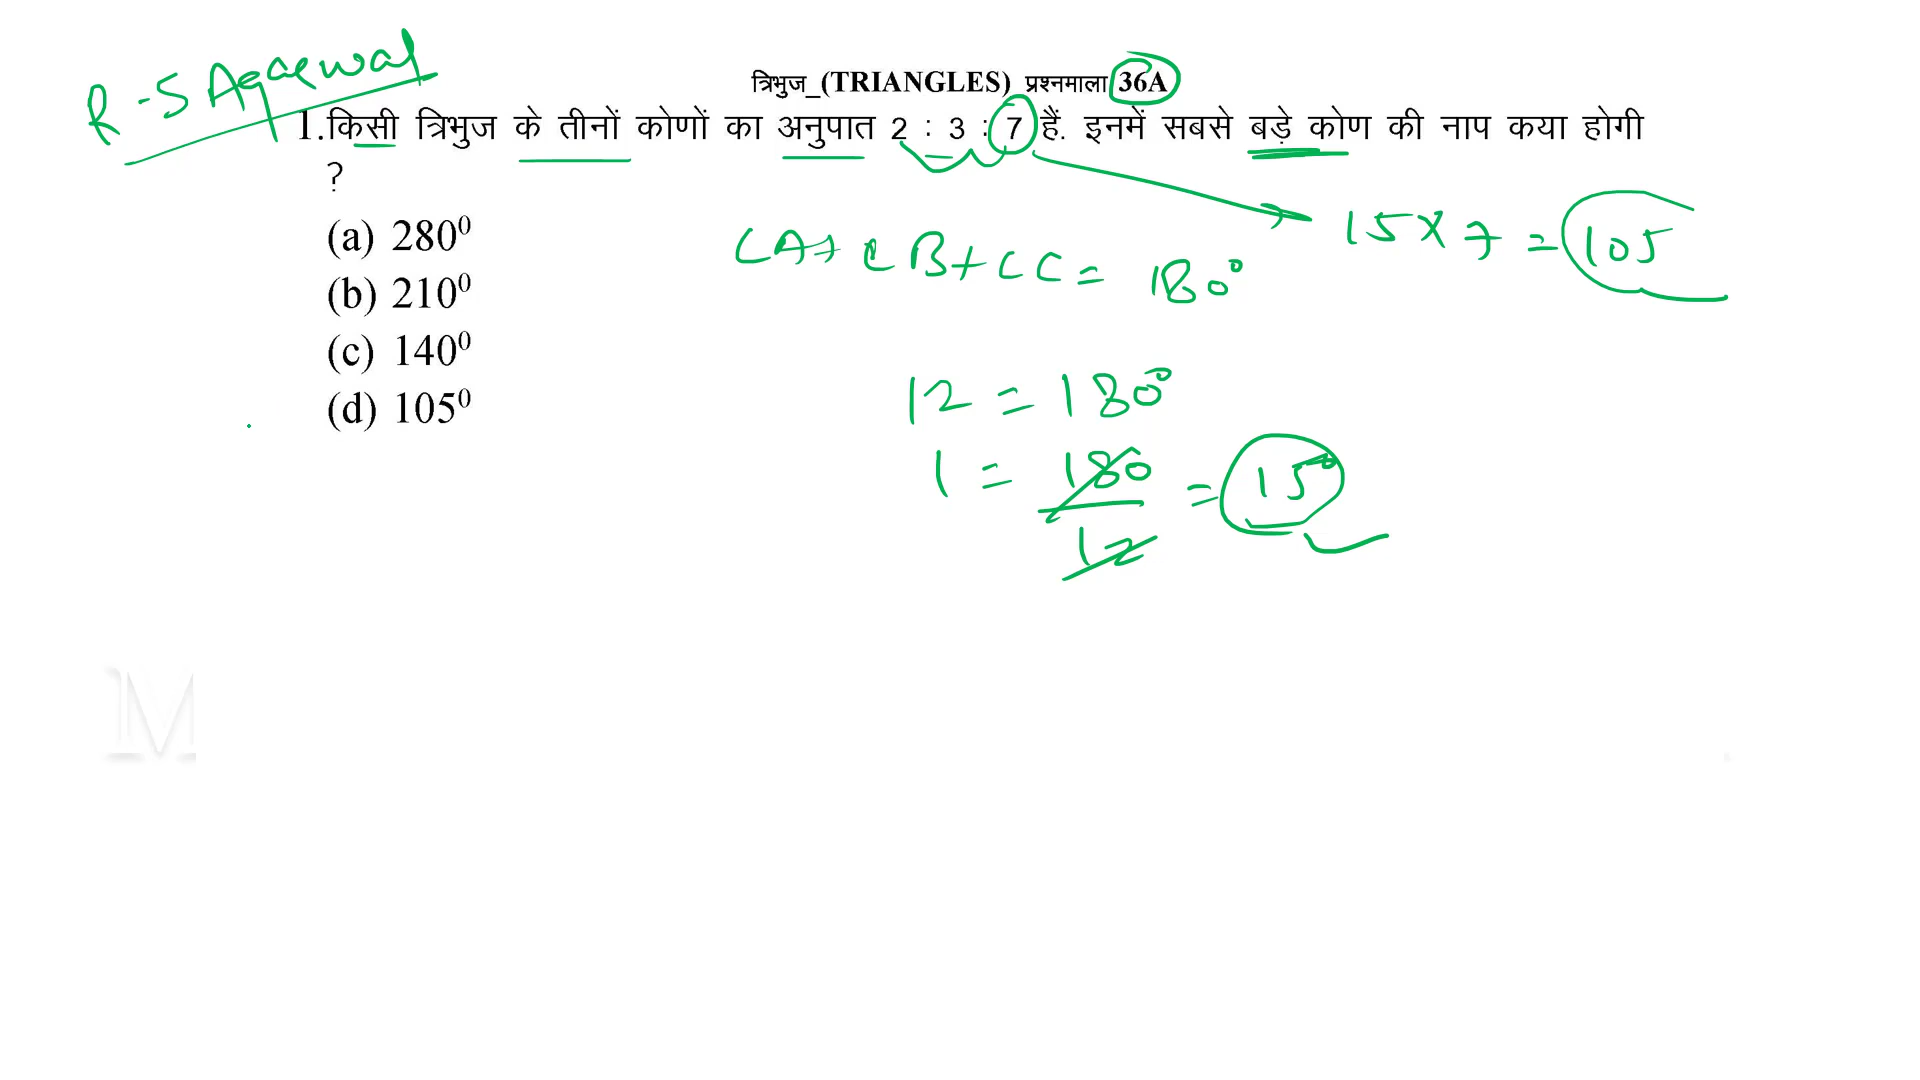 R-S Agarwal
त्रिभुज_(TRIANGLES) प्रश्नमाला 36A
1.किसी त्रिभुज के तीनों कोणों का अनुपात 2 : 3 : 7 हैं. इनमें सबसे बड़े कोण की नाप कया होगी
?
(a) 280⁰
(b) 210⁰
(c) 140⁰
(d) 105⁰
15 x 7 = 105
∠A + ∠B + ∠C = 180°
12 = 180°
1 = 180/12 = 15°
M